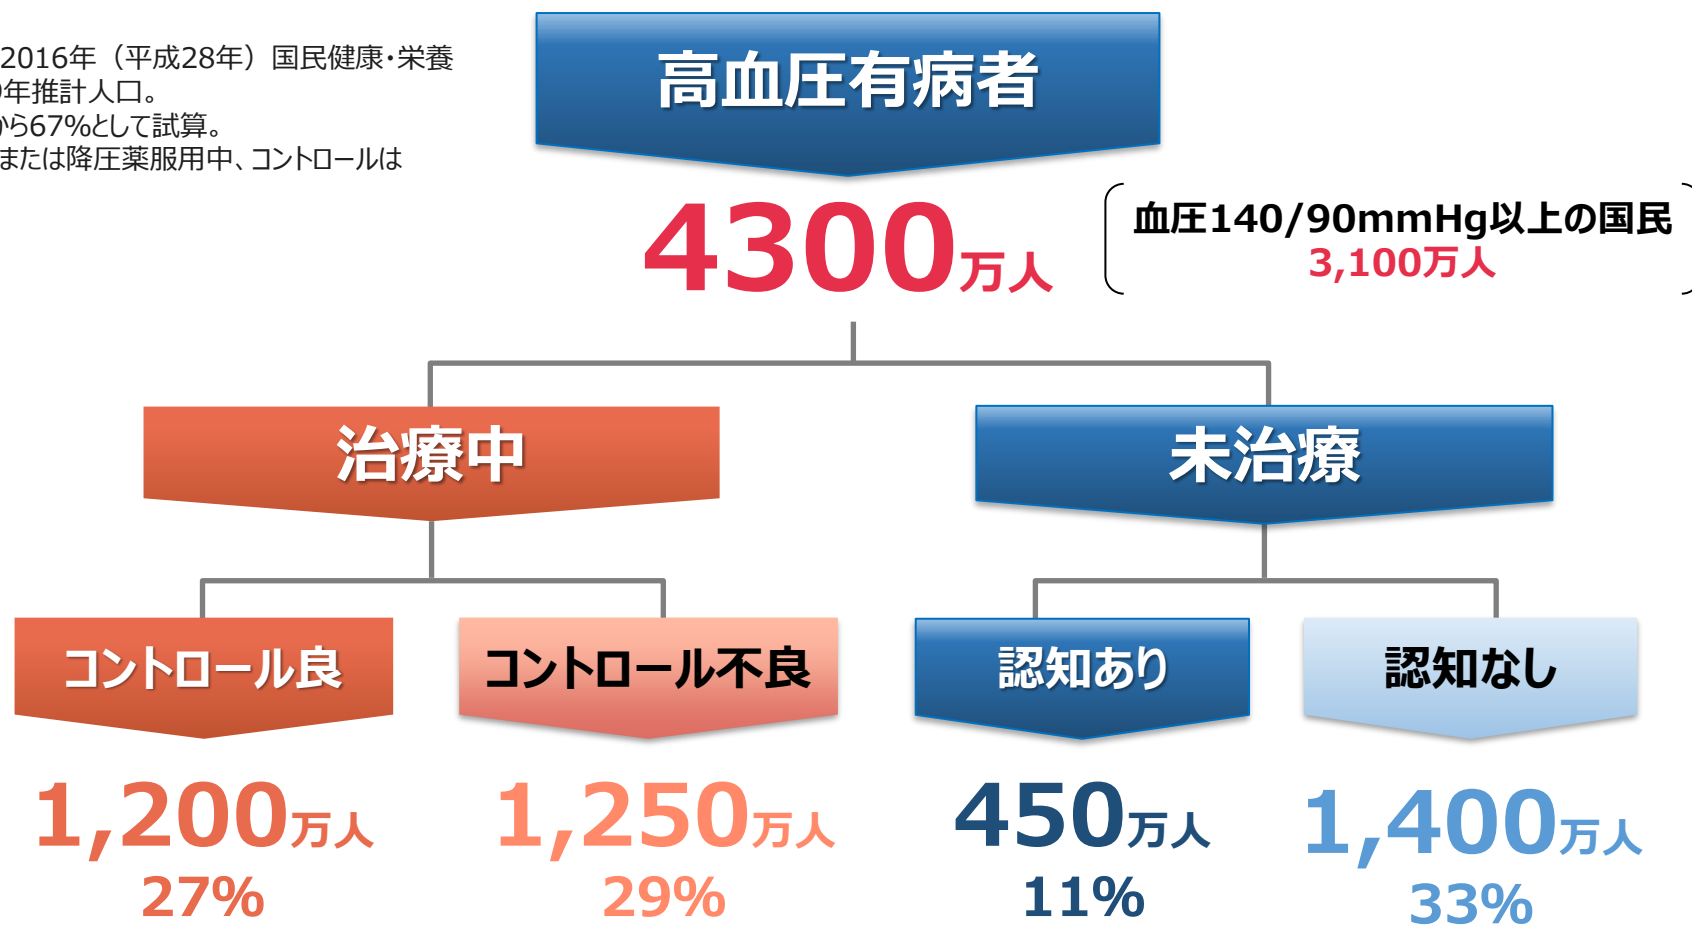 2016年（平成28年）国民健康・栄養
年推計人口。
から67%として試算。
または降圧薬服用中、コントロールは
高血圧有病者
4300万人
血圧140/90mmHg以上の国民
3,100万人
治療中
未治療
コントロール良
コントロール不良
認知あり
認知なし
1,200万人
1,250万人
450万人
1,400万人
27%
29%
11%
33%